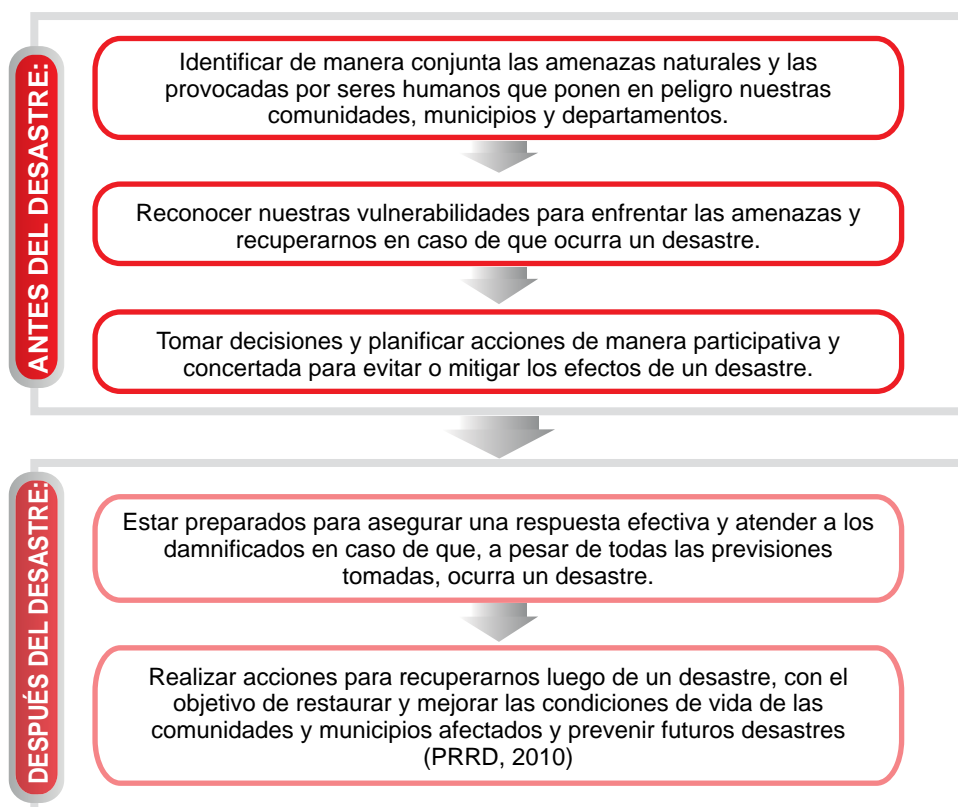 ANTES DEL DESASTRE:
Identificar de manera conjunta las amenazas naturales y las
provocadas por seres humanos que ponen en peligro nuestras
comunidades, municipios y departamentos.
Reconocer nuestras vulnerabilidades para enfrentar las amenazas y
recuperarnos en caso de que ocurra un desastre.
Tomar decisiones y planificar acciones de manera participativa y
concertada para evitar o mitigar los efectos de un desastre.
DESPUÉS DEL DESASTRE:
Estar preparados para asegurar una respuesta efectiva y atender a los
damnificados en caso de que, a pesar de todas las previsiones
tomadas, ocurra un desastre.
Realizar acciones para recuperarnos luego de un desastre, con el
objetivo de restaurar y mejorar las condiciones de vida de las
comunidades y municipios afectados y prevenir futuros desastres
(PRRD, 2010)